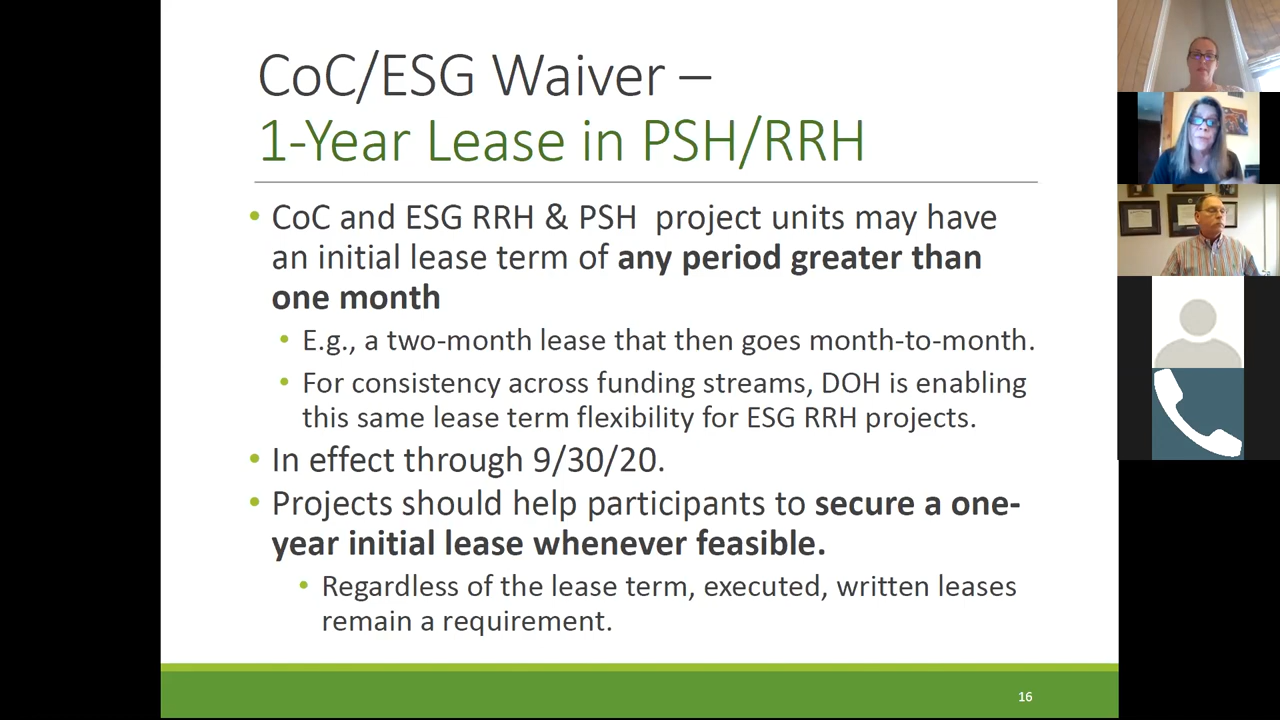 CoC/ESG Waiver –
1-Year Lease in PSH/RRH
• CoC and ESG RRH & PSH project units may have
an initial lease term of any period greater than
one month
• E.g., a two-month lease that then goes month-to-month.
• For consistency across funding streams, DOH is enabling
this same lease term flexibility for ESG RRH projects.
• In effect through 9/30/20.
• Projects should help participants to secure a one-
year initial lease whenever feasible.
• Regardless of the lease term, executed, written leases
remain a requirement.
16